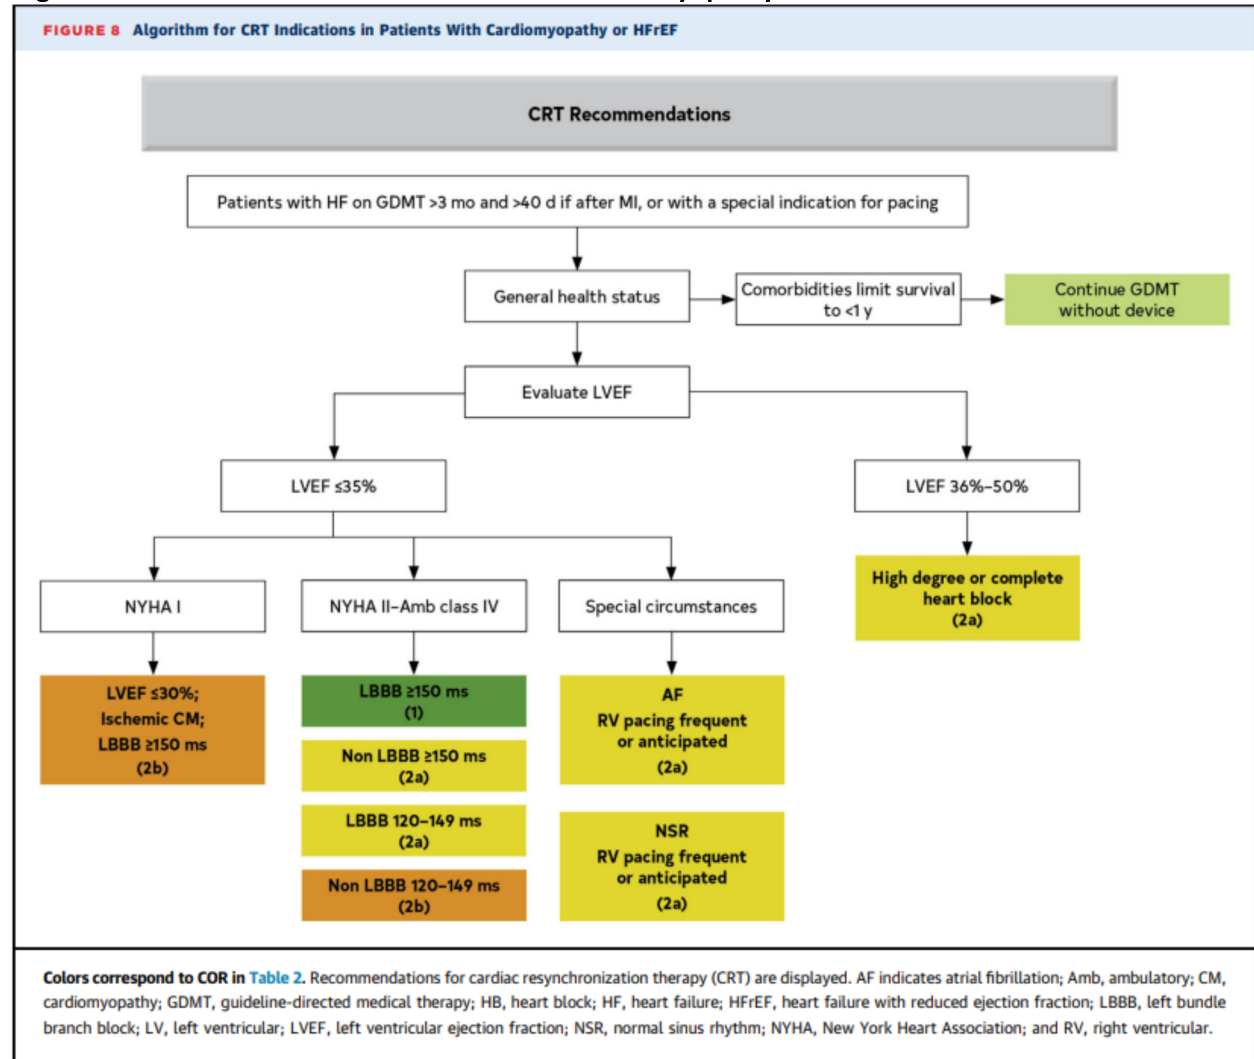 FIGURE 8 Algorithm for CRT Indications in Patients With Cardiomyopathy or HFrEF
CRT Recommendations
Patients with HF on GDMT >3 mo and >40 d if after MI, or with a special indication for pacing
General health status
Comorbidities limit survival
to <1 y
Continue GDMT
without device
Evaluate LVEF
LVEF ≤35%
LVEF 36%–50%
NYHA I
NYHA II–Amb class IV
Special circumstances
High degree or complete
heart block
(2a)
LVEF ≤30%;
Ischemic CM;
LBBB ≥150 ms
(2b)
LBBB ≥150 ms
(1)
Non LBBB ≥150 ms
(2a)
LBBB 120–149 ms
(2a)
Non LBBB 120–149 ms
(2b)
AF
RV pacing frequent
or anticipated
(2a)
NSR
RV pacing frequent
or anticipated
(2a)
Colors correspond to COR in Table 2. Recommendations for cardiac resynchronization therapy (CRT) are displayed. AF indicates atrial fibrillation; Amb, ambulatory; CM,
cardiomyopathy; GDMT, guideline-directed medical therapy; HB, heart block; HF, heart failure; HFrEF, heart failure with reduced ejection fraction; LBBB, left bundle
branch block; LV, left ventricular; LVEF, left ventricular ejection fraction; NSR, normal sinus rhythm; NYHA, New York Heart Association; and RV, right ventricular.